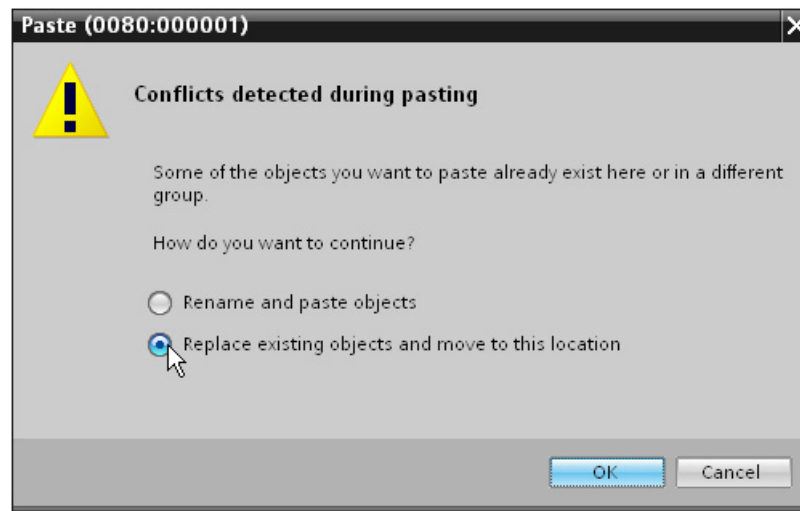 Paste (0080:000001)
Conflicts detected during pasting
Some of the objects you want to paste already exist here or in a different
group.
How do you want to continue?
Rename and paste objects
Replace existing objects and move to this location
OK Cancel